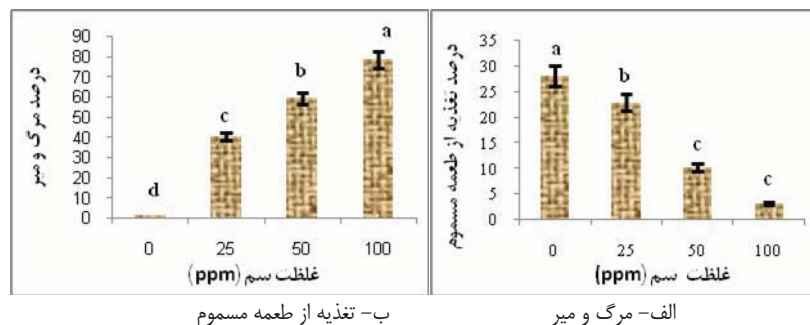 90
80
70
60
50
40
30
20
10
0
درصد مرگ و میر
d
c
b
a
0 25 50 100
غلظت سم (ppm)
35
30
25
20
15
10
5
0
درصد تغذیه از طعمه مسموم
a
b
c
c
0 25 50 100
غلظت سم (ppm)
الف- مرگ و میر
ب- تغذیه از طعمه مسموم